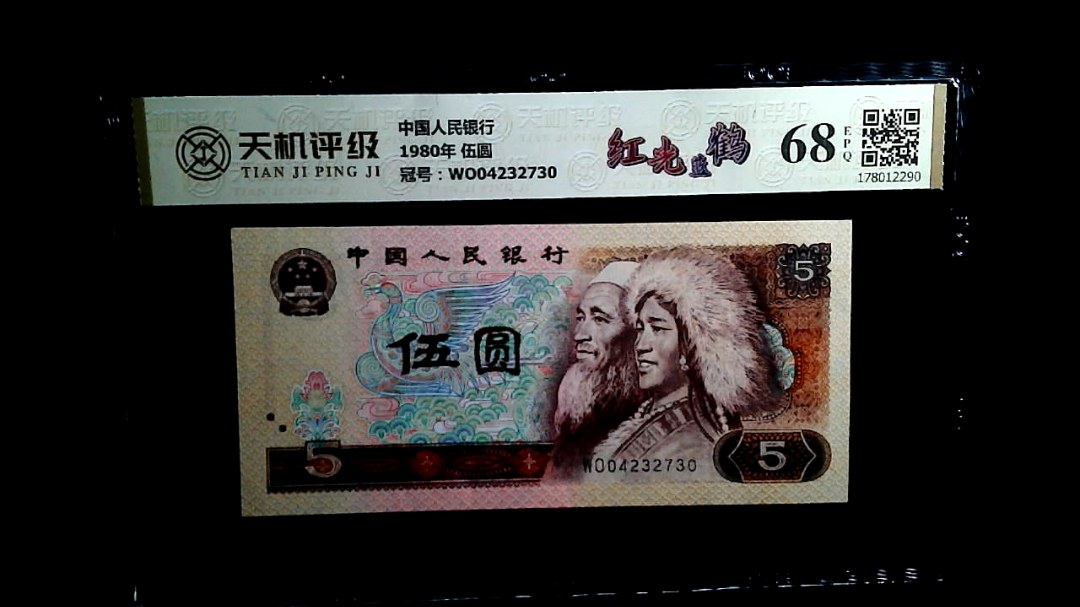 天机评级
TIAN JI PING JI
中国人民银行
1980年 伍圆
冠号：WO04232730
红光鹤
68
EPQ
178012290
中国人民银行
5
伍圆
5
WO04232730
5